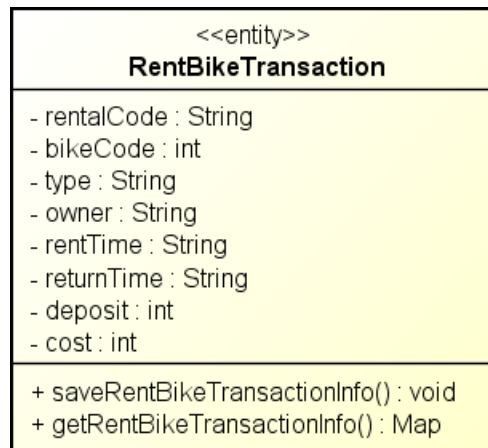 <<entity>>
RentBikeTransaction
- rentalCode : String
- bikeCode : int
- type : String
- owner : String
- rentTime : String
- returnTime : String
- deposit : int
- cost : int
+ saveRentBikeTransactionInfo() : void
+ getRentBikeTransactionInfo() : Map